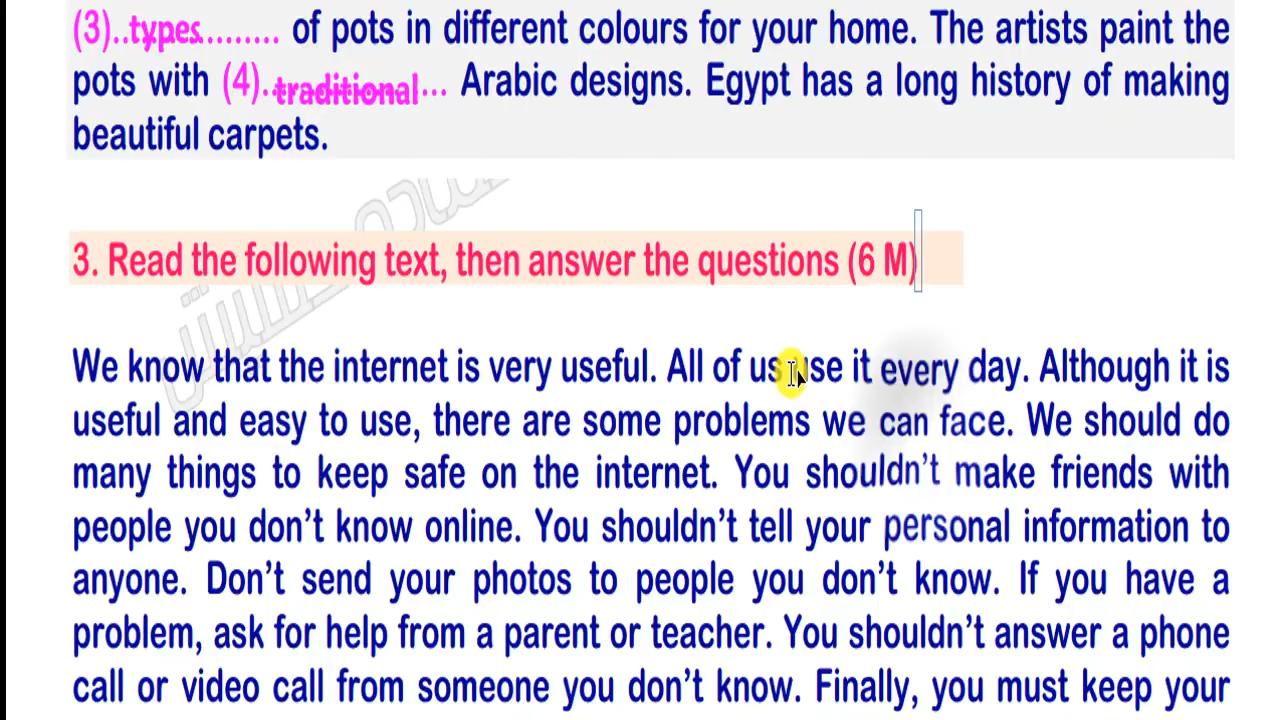 (3)..types.......... of pots in different colours for your home. The artists paint the
pots with (4)..traditional... Arabic designs. Egypt has a long history of making
beautiful carpets.
3. Read the following text, then answer the questions (6 M)
We know that the internet is very useful. All of us use it every day. Although it is
useful and easy to use, there are some problems we can face. We should do
many things to keep safe on the internet. You shouldn't make friends with
people you don't know online. You shouldn't tell your personal information to
anyone. Don't send your photos to people you don't know. If you have a
problem, ask for help from a parent or teacher. You shouldn't answer a phone
call or video call from someone you don't know. Finally, you must keep your